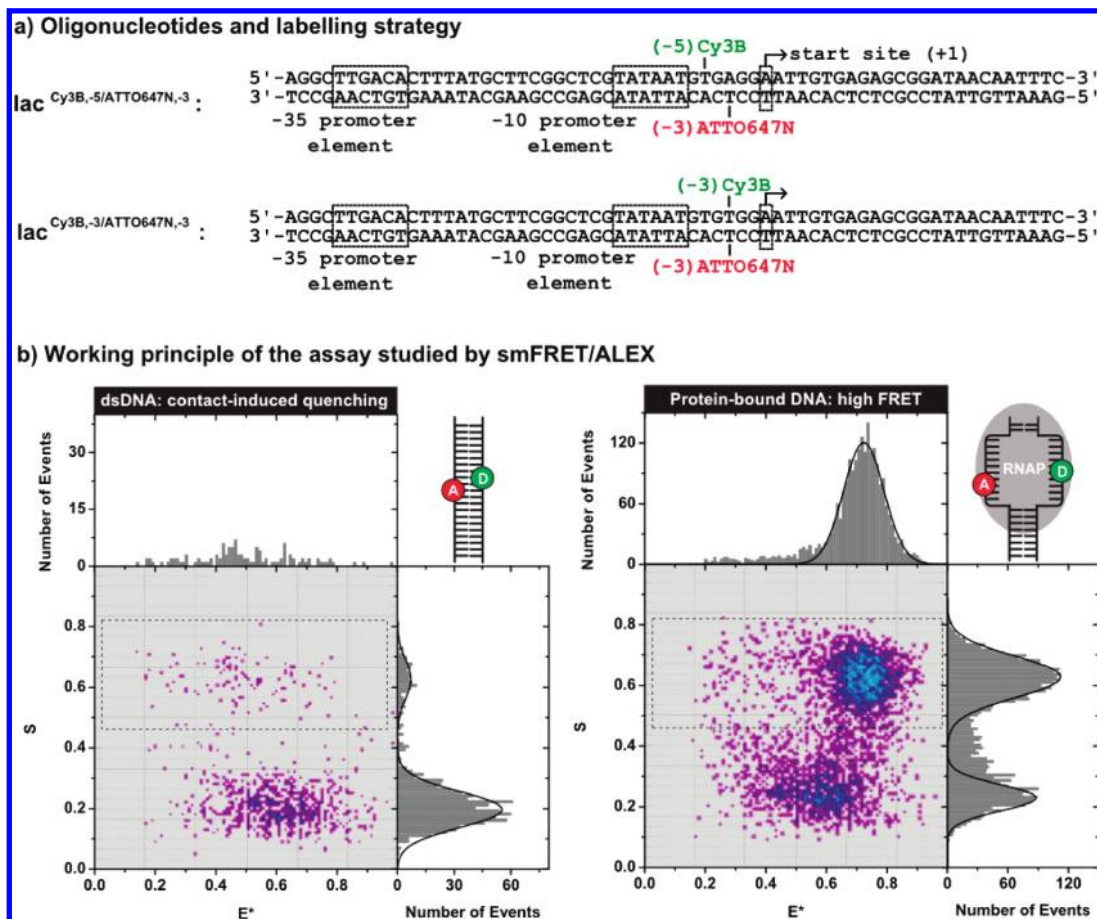 a) Oligonucleotides and labelling strategy
(-5)Cy3B
start site (+1)
lac Cy3B,-5/ATTO647N,-3 :
5'-AGGCTTGACACTTTATGCTTCGGCTCGTATAATGTGAGGAATTGTGAGAGCGGATAACAATTTC-3'
3'-TCCGAACTGTGAAATACGAAGCCGAGCATATTACACTCCTTAACACTCTCGCCTATTGTTAAAG-5'
-35 promoter element
-10 promoter element
(-3)ATTO647N
(-3)Cy3B
lac Cy3B,-3/ATTO647N,-3 :
5'-AGGCTTGACACTTTATGCTTCGGCTCGTATAATGTGTGGAATTGTGAGAGCGGATAACAATTTC-3'
3'-TCCGAACTGTGAAATACGAAGCCGAGCATATTACACTCCTTAACACTCTCGCCTATTGTTAAAG-5'
-35 promoter element
-10 promoter element
(-3)ATTO647N
b) Working principle of the assay studied by smFRET/ALEX
dsDNA: contact-induced quenching
Number of Events
30
15
0
A
D
S
0.8
0.6
0.4
0.2
0.0
0.0 0.2 0.4 0.6 0.8
0 30 60
E*
Number of Events
Protein-bound DNA: high FRET
Number of Events
120
60
0
RNAP
A
D
S
0.8
0.6
0.4
0.2
0.0
0.0 0.2 0.4 0.6 0.8
0 60 120
E*
Number of Events